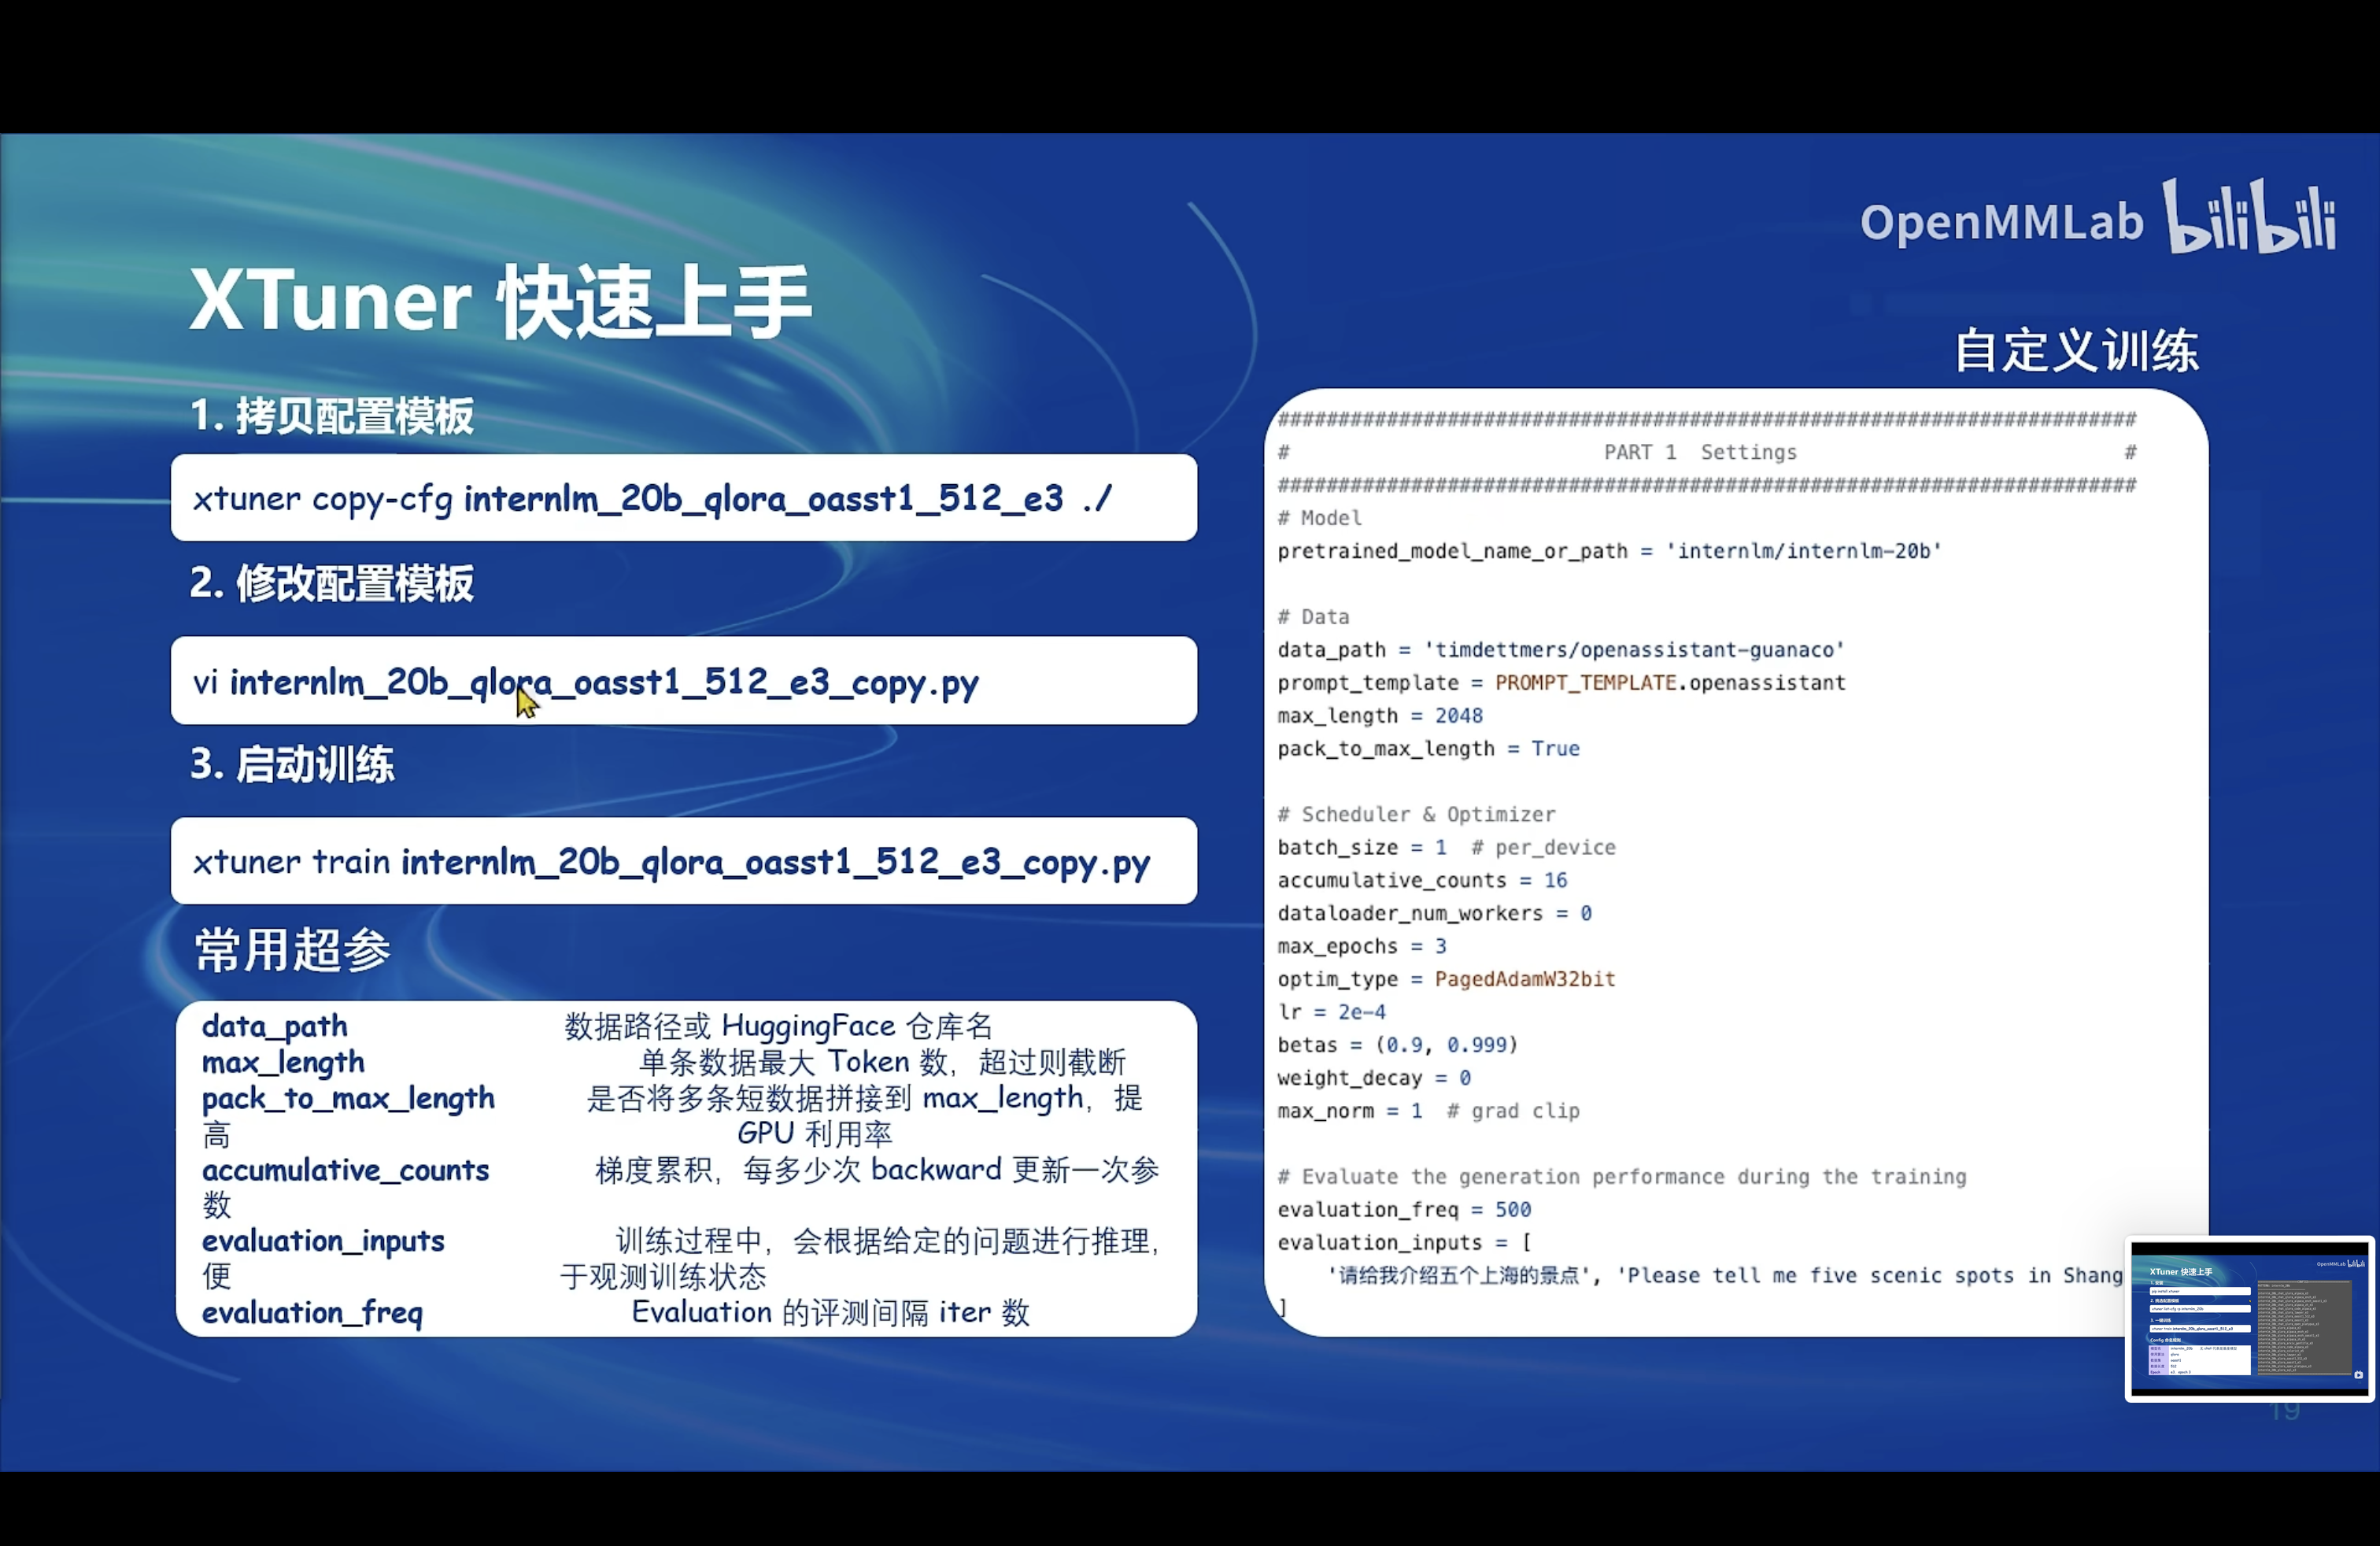 OpenMMLab bilibili
XTuner 快速上手
1. 拷贝配置模板
xtuner copy-cfg internlm_20b_qlora_oasst1_512_e3 ./
2. 修改配置模板
vi internlm_20b_qlora_oasst1_512_e3_copy.py
3. 启动训练
xtuner train internlm_20b_qlora_oasst1_512_e3_copy.py
常用超参
data_path 数据路径或 HuggingFace 仓库名
max_length 单条数据最大 Token 数，超过则截断
pack_to_max_length 是否将多条短数据拼接到 max_length，提
高 GPU 利用率
accumulative_counts 梯度累积，每多少次 backward 更新一次参
数
evaluation_inputs 训练过程中，会根据给定的问题进行推理，
便 于观测训练状态
evaluation_freq Evaluation 的评测间隔 iter 数
自定义训练
#######################################################################
# PART 1 Settings #
#######################################################################
# Model
pretrained_model_name_or_path = 'internlm/internlm-20b'
# Data
data_path = 'timdettmers/openassistant-guanaco'
prompt_template = PROMPT_TEMPLATE.openassistant
max_length = 2048
pack_to_max_length = True
# Scheduler & Optimizer
batch_size = 1 # per_device
accumulative_counts = 16
dataloader_num_workers = 0
max_epochs = 3
optim_type = PagedAdamW32bit
lr = 2e-4
betas = (0.9, 0.999)
weight_decay = 0
max_norm = 1 # grad clip
# Evaluate the generation performance during the training
evaluation_freq = 500
evaluation_inputs = [
'请给我介绍五个上海的景点', 'Please tell me five scenic spots in Shang
]
XTuner 快速上手
19